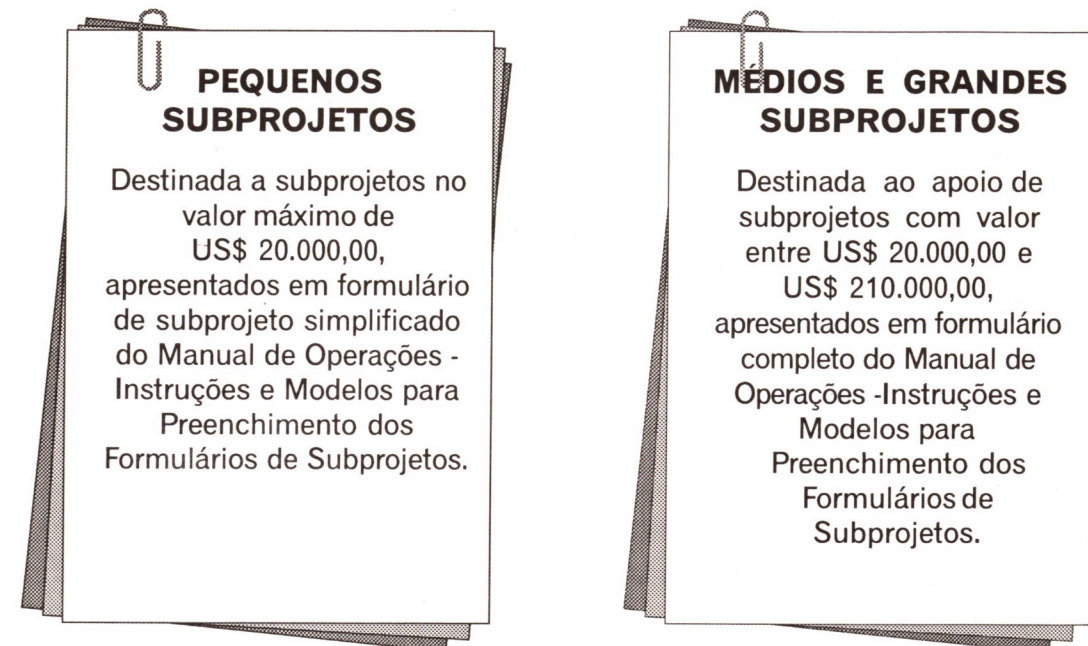 PEQUENOS
SUBPROJETOS
Destinada a subprojetos no
valor máximo de
US$ 20.000,00,
apresentados em formulário
de subprojeto simplificado
do Manual de Operações -
Instruções e Modelos para
Preenchimento dos
Formulários de Subprojetos.
MÉDIOS E GRANDES
SUBPROJETOS
Destinada ao apoio de
subprojetos com valor
entre US$ 20.000,00 e
US$ 210.000,00,
apresentados em formulário
completo do Manual de
Operações -Instruções e
Modelos para
Preenchimento dos
Formulários de
Subprojetos.